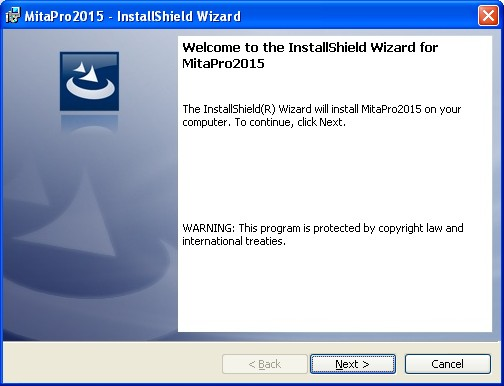 MitaPro2015 - InstallShield Wizard
Welcome to the InstallShield Wizard for
MitaPro2015
The InstallShield(R) Wizard will install MitaPro2015 on your
computer. To continue, click Next.
WARNING: This program is protected by copyright law and
international treaties.
< Back
Next >
Cancel